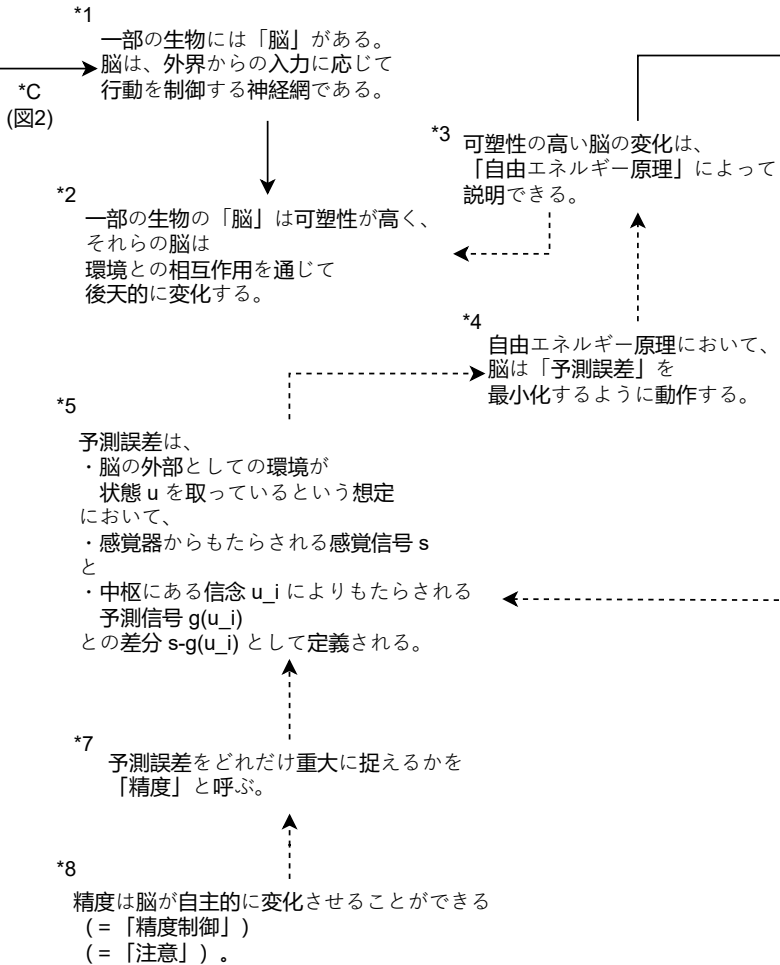 *1
一部の生物には「脳」がある。
脳は、外界からの入力に応じて
行動を制御する神経網である。
*C
(図2)
*3
可塑性の高い脳の変化は、
「自由エネルギー原理」によって
説明できる。
*2
一部の生物の「脳」は可塑性が高く、
それらの脳は
環境との相互作用を通じて
後天的に変化する。
*4
自由エネルギー原理において、
脳は「予測誤差」を
最小化するように動作する。
*5
予測誤差は、
・脳の外部としての環境が
状態 u を取っているという想定
において、
・感覚器からもたらされる感覚信号 s
と
・中枢にある信念 u_i によりもたらされる
予測信号 g(u_i)
との差分 s-g(u_i) として定義される。
*7
予測誤差をどれだけ重大に捉えるかを
「精度」と呼ぶ。
*8
精度は脳が自主的に変化させることができる
(=「精度制御」)
(=「注意」) 。